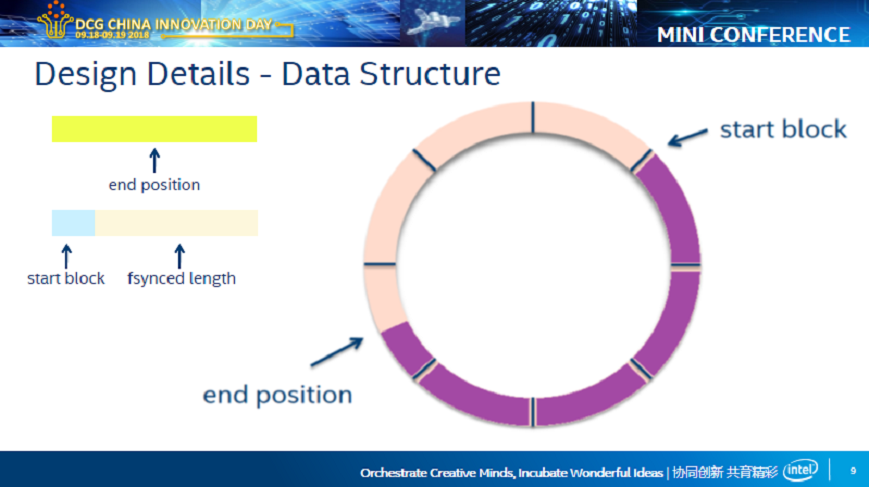 DCG CHINA INNOVATION DAY
09.18-09.19 2018
MINI CONFERENCE
Design Details - Data Structure
end position
start block
fsynced length
start block
end position
Orchestrate Creative Minds, Incubate Wonderful Ideas | 协同创新 共育精彩
intel
9